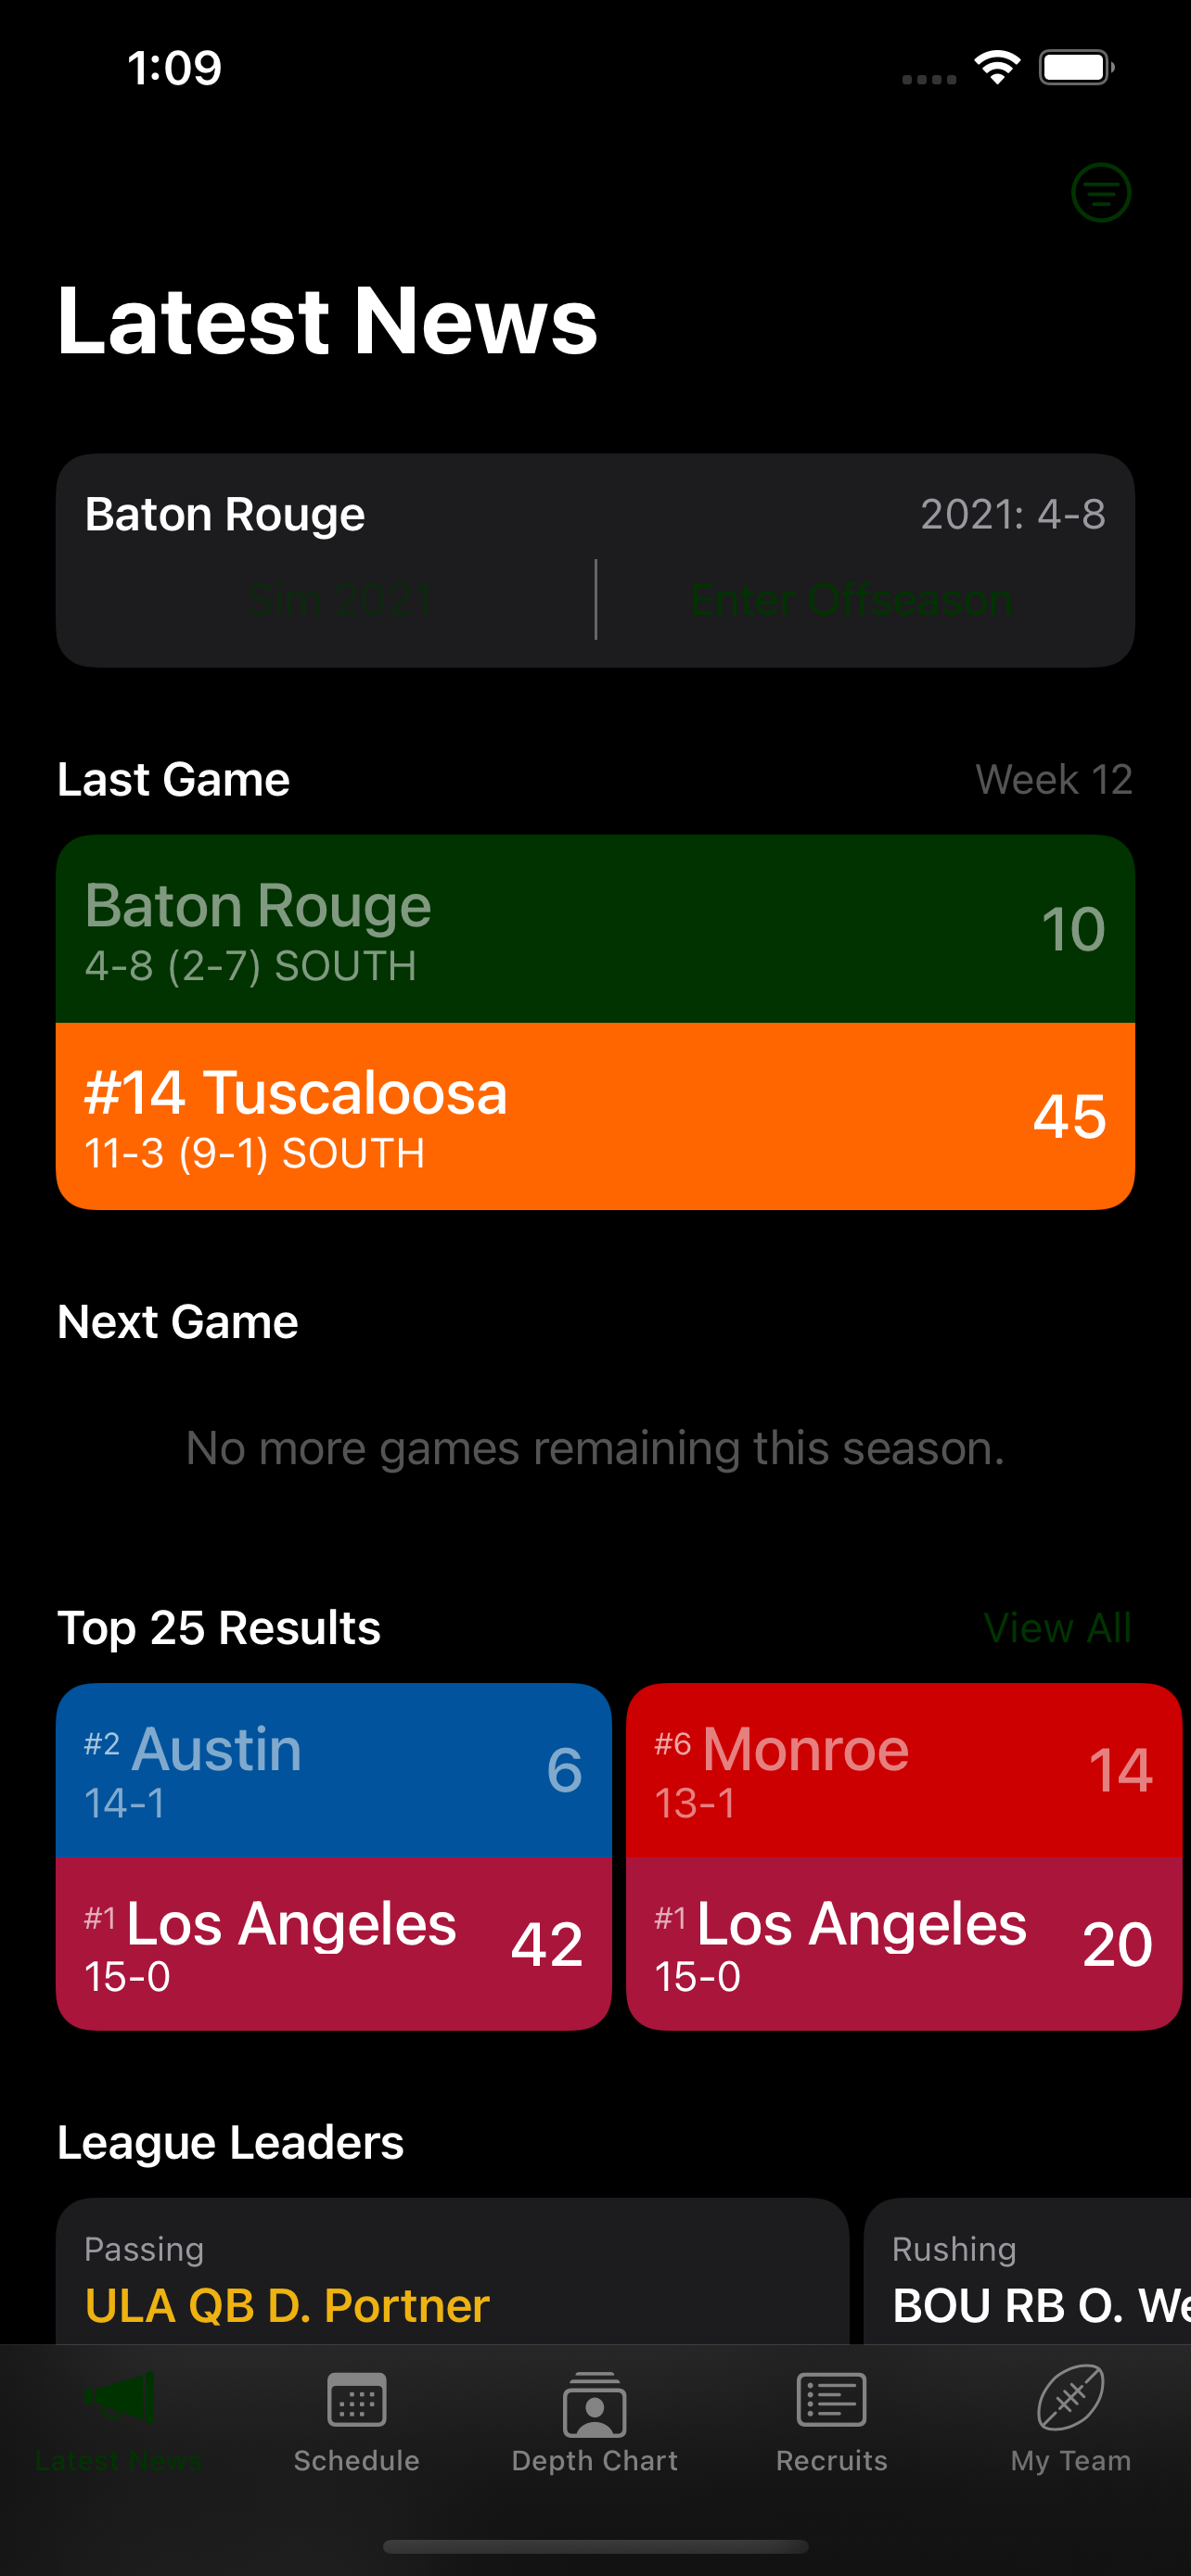 1:09
Latest News
Baton Rouge 2021: 4-8
Sim 2021 Enter Offseason
Last Game Week 12
Baton Rouge 10
4-8 (2-7) SOUTH
#14 Tuscaloosa 45
11-3 (9-1) SOUTH
Next Game
No more games remaining this season.
Top 25 Results View All
#2 Austin 6
14-1
#1 Los Angeles 42
15-0
#6 Monroe 14
13-1
#1 Los Angeles 20
15-0
League Leaders
Passing
ULA QB D. Portner
Rushing
BOU RB O.
Latest News Schedule Depth Chart Recruits My Team